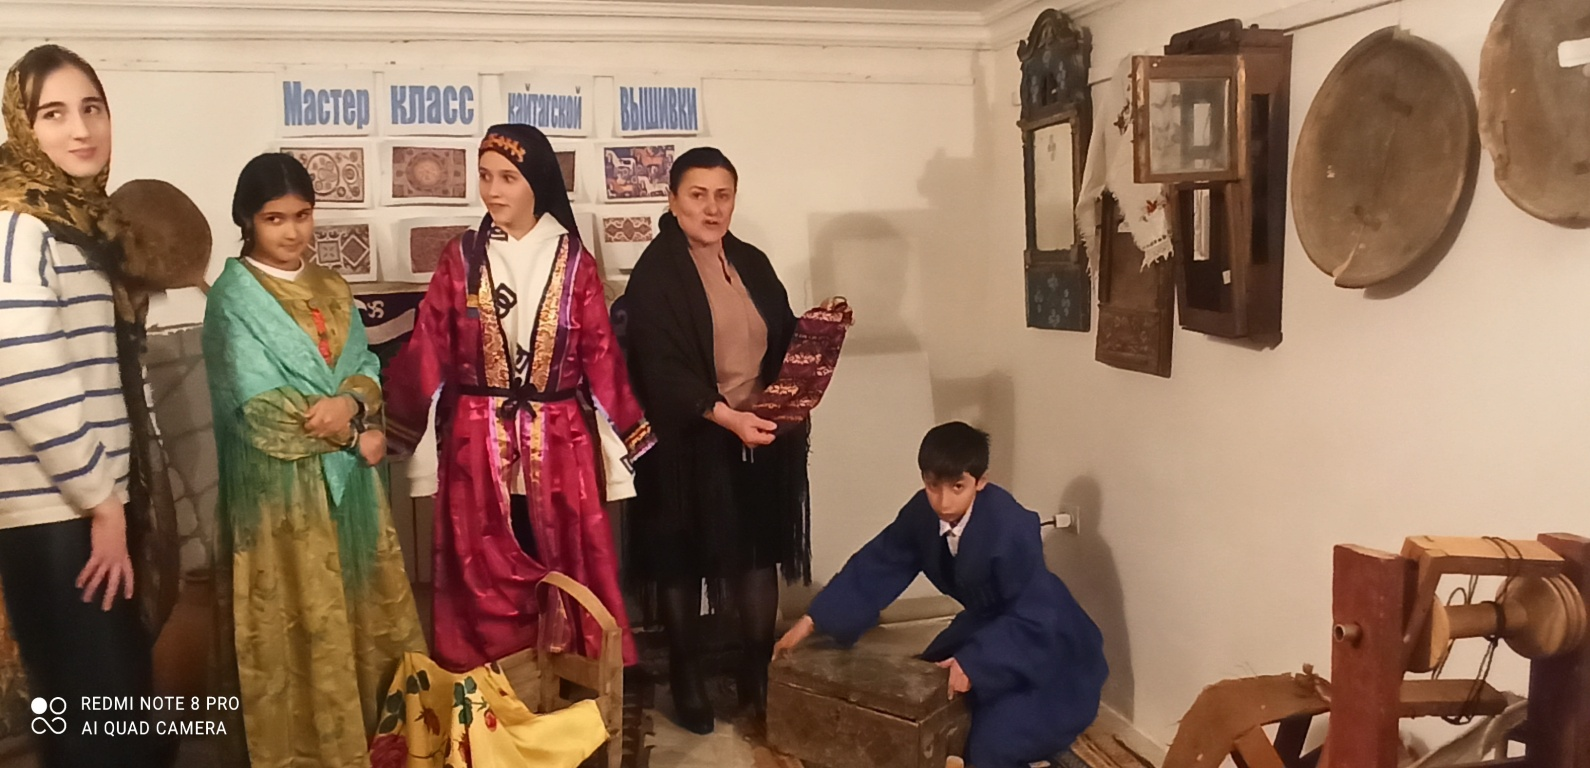 Мастер класс кайтагской вышивки
REDMI NOTE 8 PRO
AI QUAD CAMERA